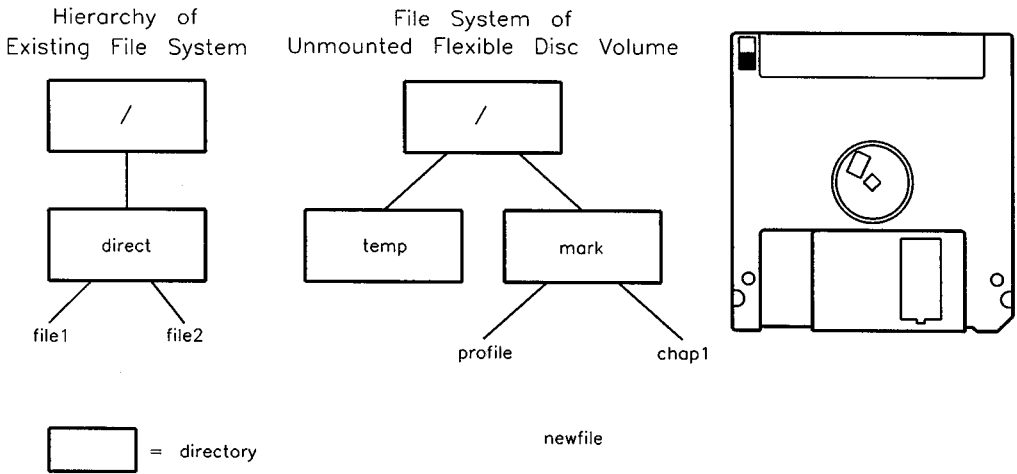 Hierarchy of
Existing File System
File System of
Unmounted Flexible Disc Volume
/
/
direct
temp
mark
file1
file2
profile
chap1
= directory
newfile